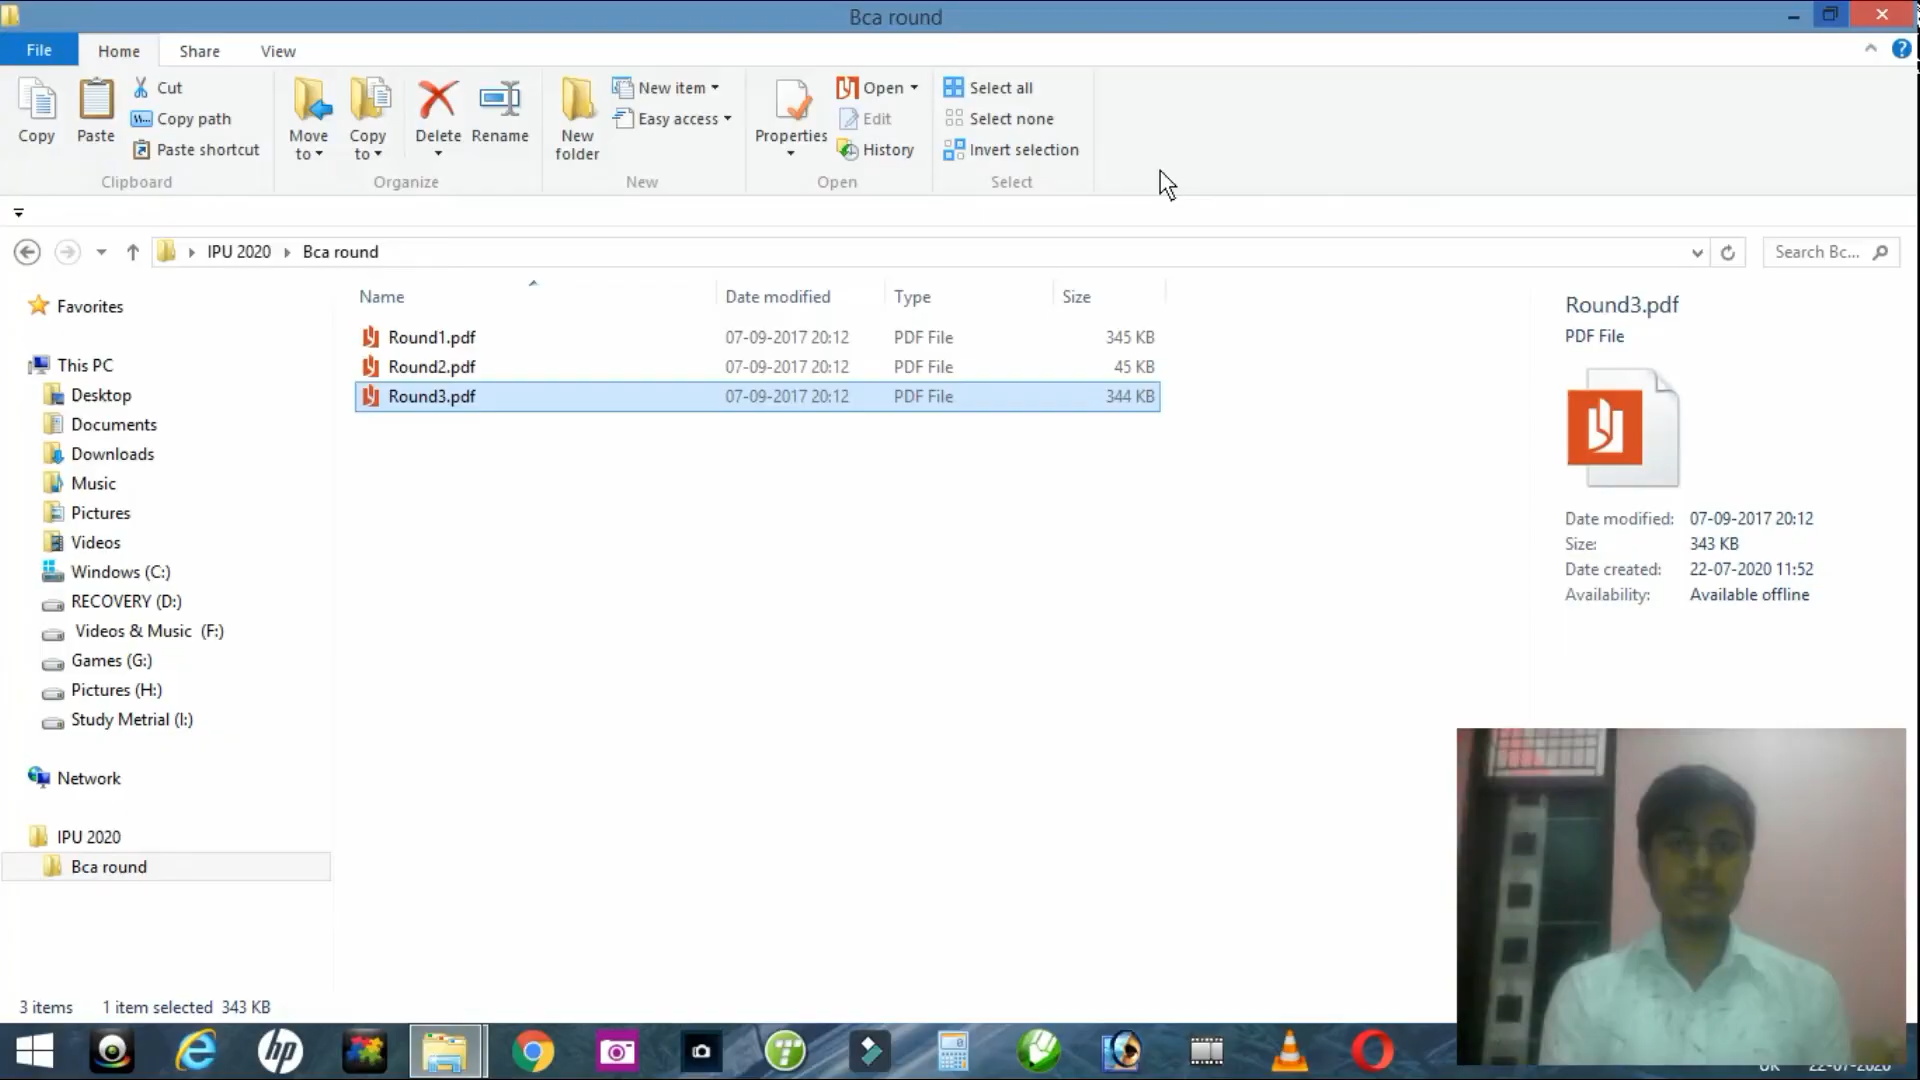 Bca round
File Home Share View
Copy
Paste
Cut
Copy path
Paste shortcut
Clipboard
Move to
Copy to
Delete
Rename
Organize
New folder
New item
Easy access
New
Properties
Open
Edit
History
Open
Select all
Select none
Invert selection
Select
IPU 2020 Bca round
Search Bc...
Name Date modified Type Size
Round1.pdf 07-09-2017 20:12 PDF File 345 KB
Round2.pdf 07-09-2017 20:12 PDF File 45 KB
Round3.pdf 07-09-2017 20:12 PDF File 344 KB
Favorites
This PC
Desktop
Documents
Downloads
Music
Pictures
Videos
Windows (C:)
RECOVERY (D:)
Videos & Music (F:)
Games (G:)
Pictures (H:)
Study Metrial (I:)
Network
IPU 2020
Bca round
Round3.pdf
PDF File
Date modified: 07-09-2017 20:12
Size: 343 KB
Date created: 22-07-2020 11:52
Availability: Available offline
3 items 1 item selected 343 KB
hp
UK 22-07-2020